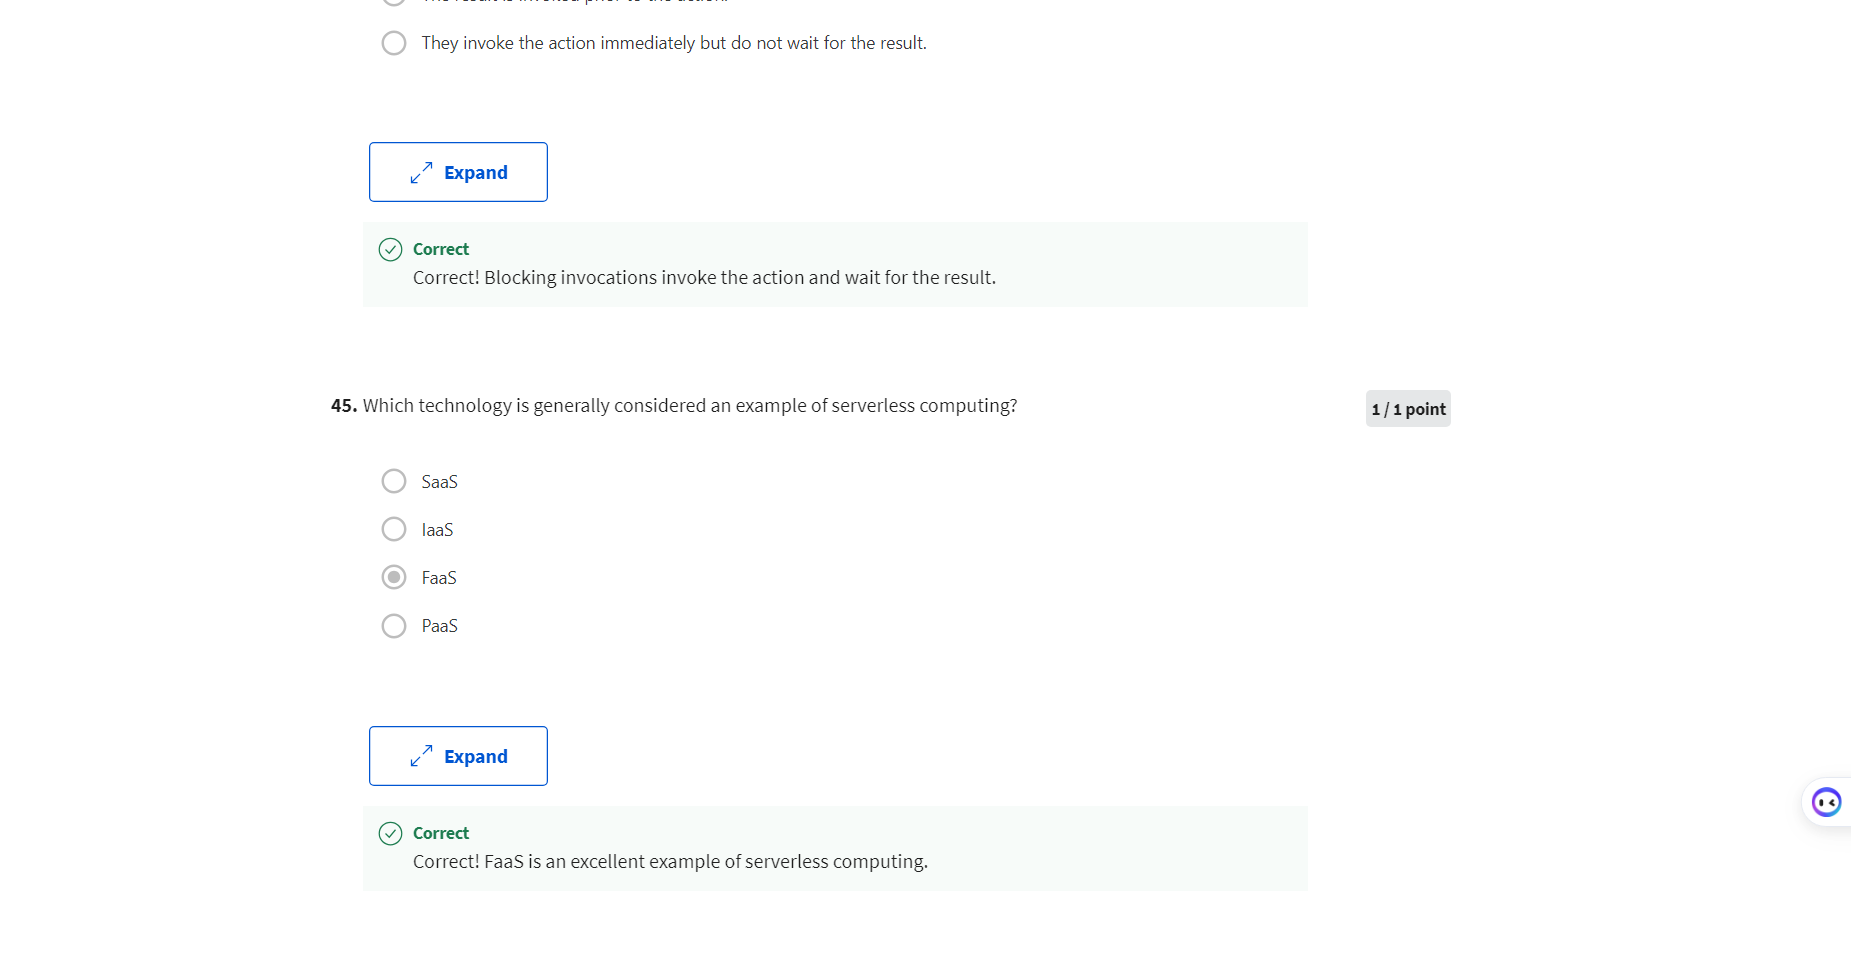 They invoke the action immediately but do not wait for the result.
Expand
Correct
Correct! Blocking invocations invoke the action and wait for the result.
45. Which technology is generally considered an example of serverless computing?
1 / 1 point
SaaS
IaaS
FaaS
PaaS
Expand
Correct
Correct! FaaS is an excellent example of serverless computing.